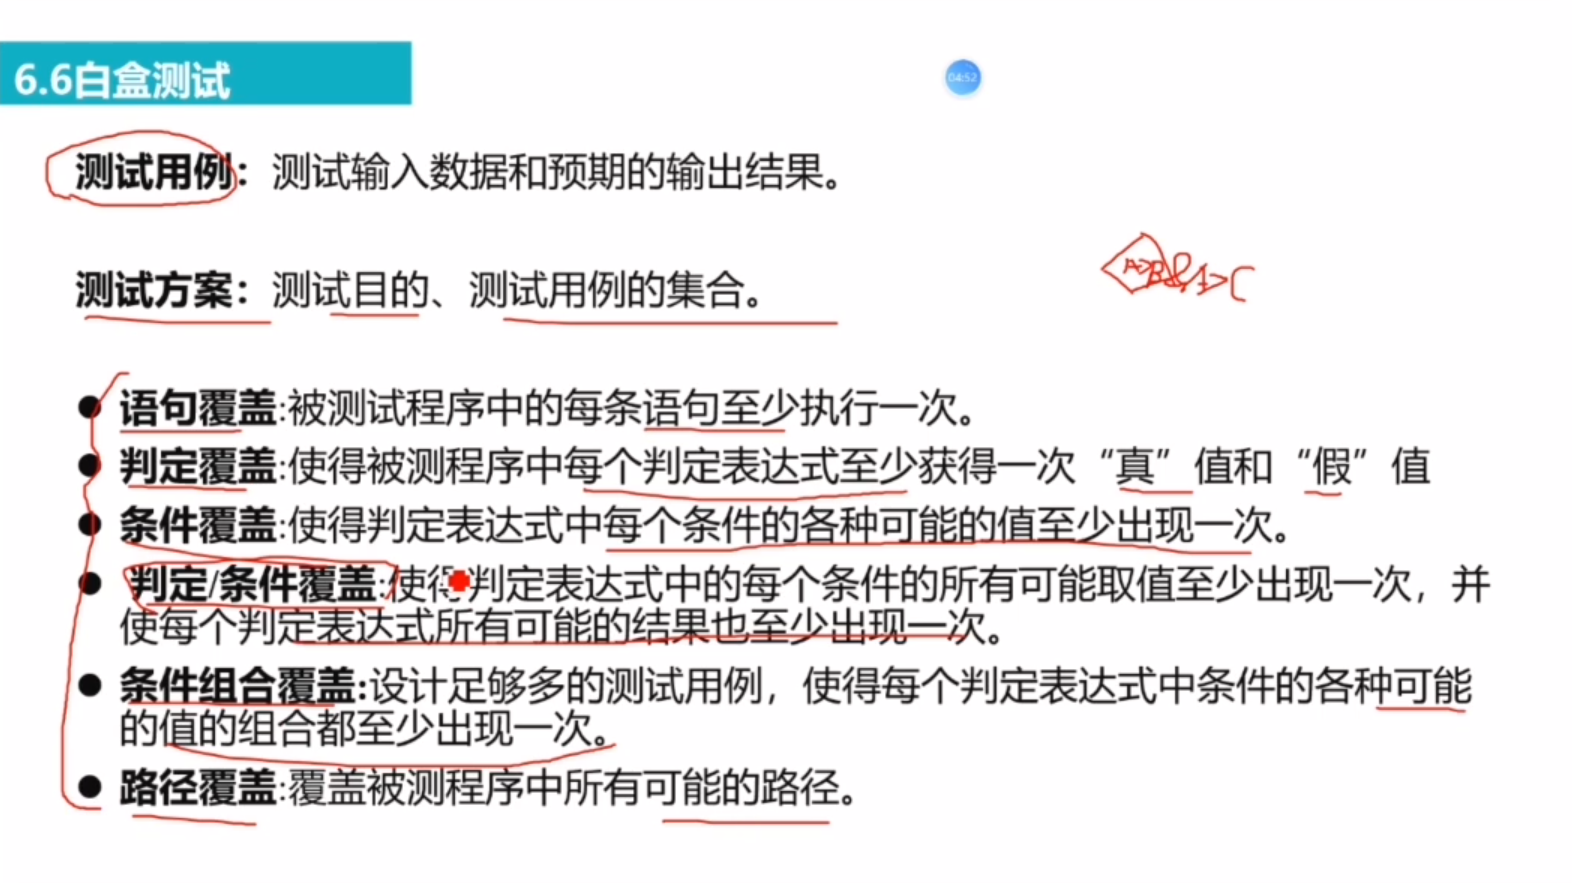 6.6白盒测试
04:52
测试用例：测试输入数据和预期的输出结果。
A>B&A>C
测试方案：测试目的、测试用例的集合。
● 语句覆盖:被测试程序中的每条语句至少执行一次。
● 判定覆盖:使得被测程序中每个判定表达式至少获得一次“真”值和“假”值
● 条件覆盖:使得判定表达式中每个条件的各种可能的值至少出现一次。
● 判定/条件覆盖:使得判定表达式中的每个条件的所有可能取值至少出现一次，并
使每个判定表达式所有可能的结果也至少出现一次。
● 条件组合覆盖:设计足够多的测试用例，使得每个判定表达式中条件的各种可能
的值的组合都至少出现一次。
● 路径覆盖:覆盖被测程序中所有可能的路径。